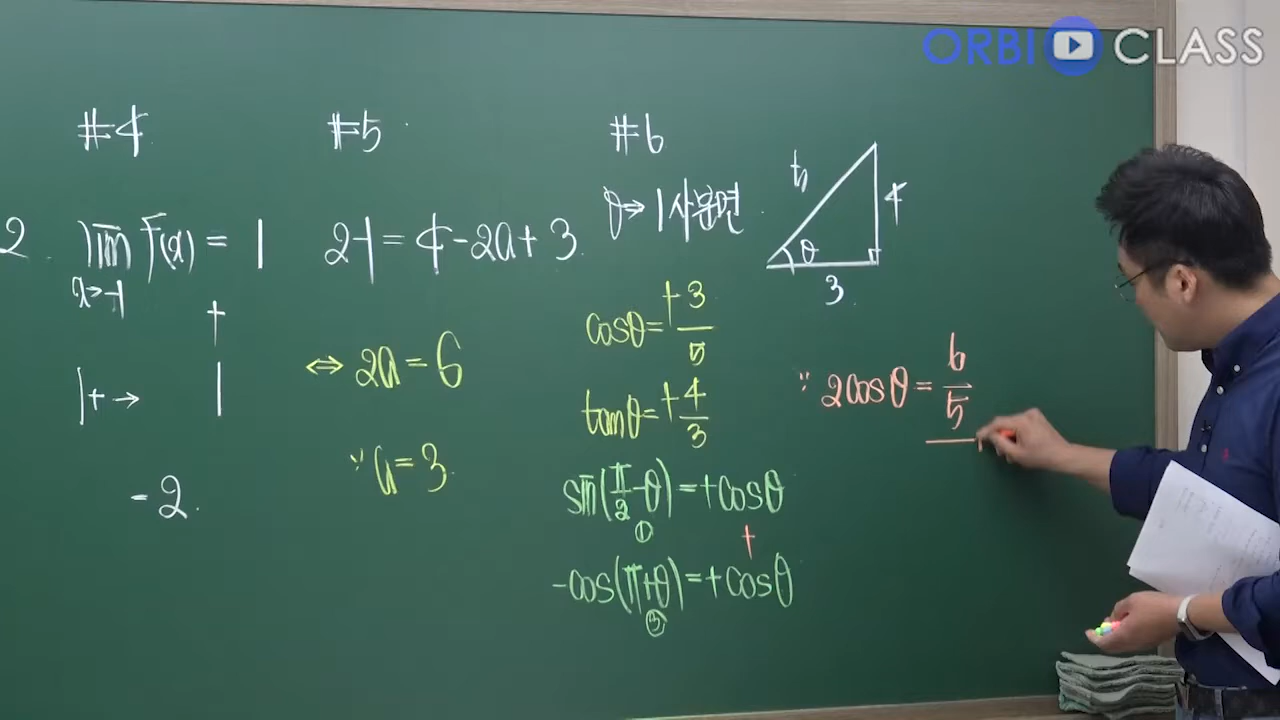 ORBI CLASS
#4
2
lim f(x) = 1
x→-1
+
1+ → 1
= 2.
#5
2-1 = 4-2a+3
⇔ 2a = 6
∵ a = 3.
#6
θ → 1사분면.
cosθ = +3/5
tanθ = +4/3
sin(π/2-θ) = +cosθ
①
+
-cos(π+θ) = +cosθ
③
5
4
θ
3.
∵ 2cosθ = 6/5